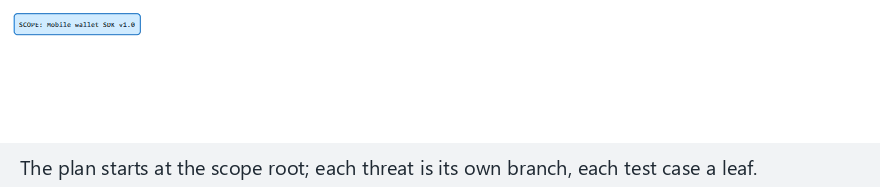 SCOPE: Mobile wallet SDK v1.0
The plan starts at the scope root; each threat is its own branch, each test case a leaf.